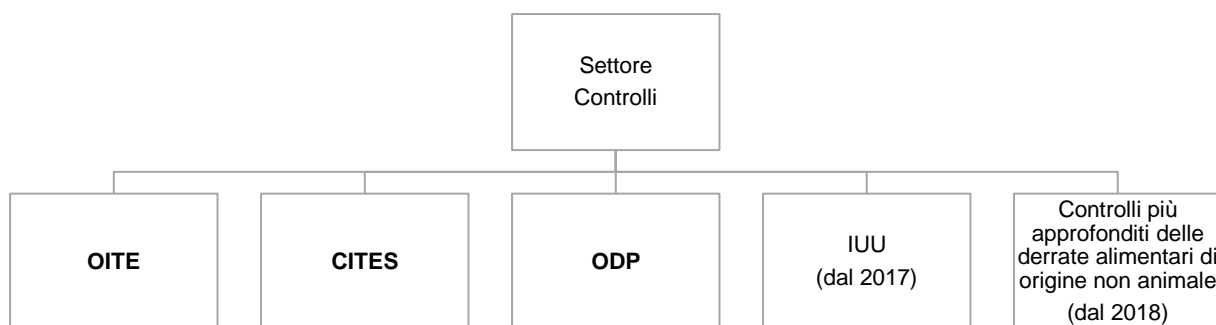 Settore
Controlli
OITE
CITES
ODP
IUU
(dal 2017)
Controlli più
approfonditi delle
derrate alimentari di
origine non animale
(dal 2018)